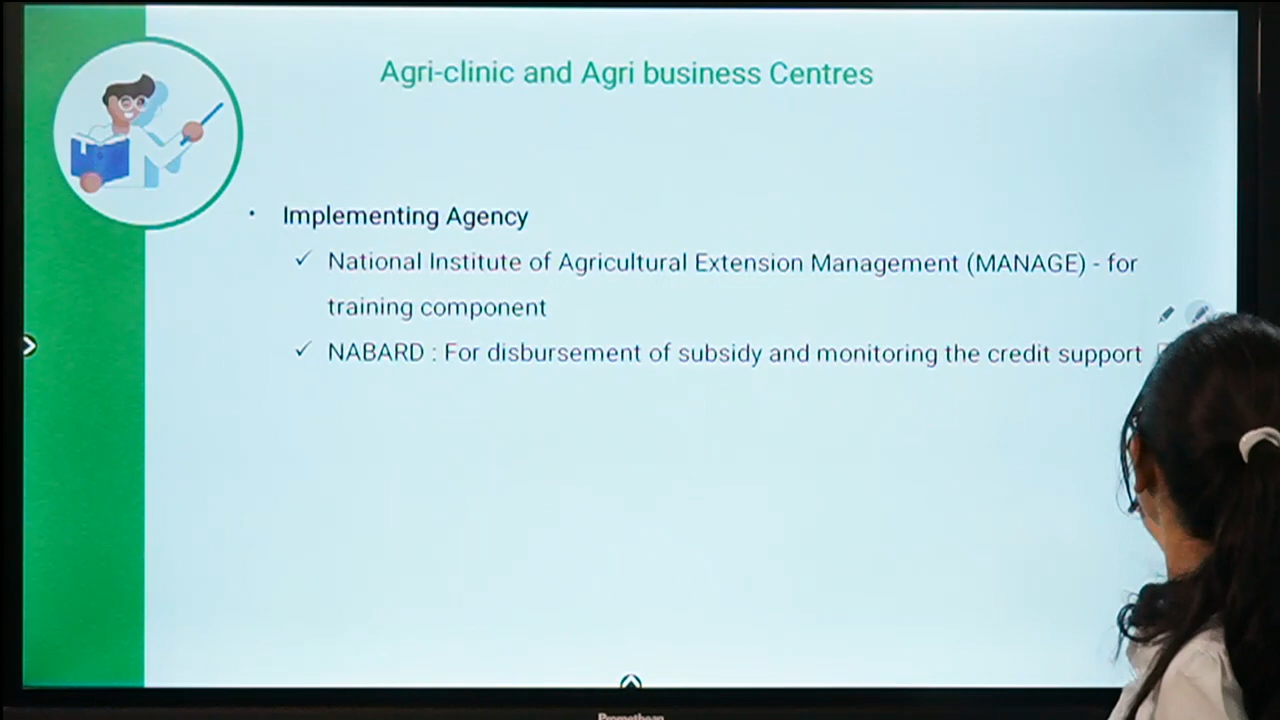 Agri-clinic and Agri business Centres
• Implementing Agency
✓ National Institute of Agricultural Extension Management (MANAGE) - for
training component
✓ NABARD : For disbursement of subsidy and monitoring the credit support
Promethean